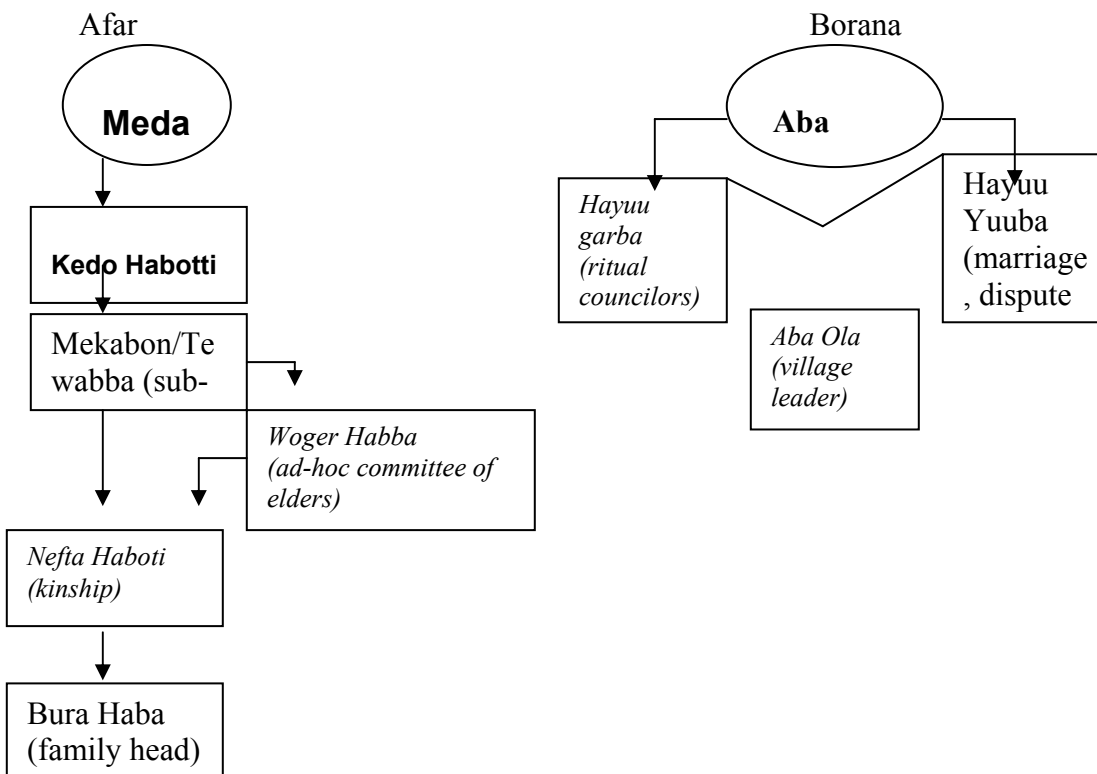 Afar
Meda
Kedo Habotti
Mekabon/Te
wabba (sub-
Woger Habba
(ad-hoc committee of
elders)
Nefta Haboti
(kinship)
Bura Haba
(family head)
Borana
Aba
Hayuu
garba
(ritual
councilors)
Hayuu
Yuuba
(marriage
, dispute
Aba Ola
(village
leader)